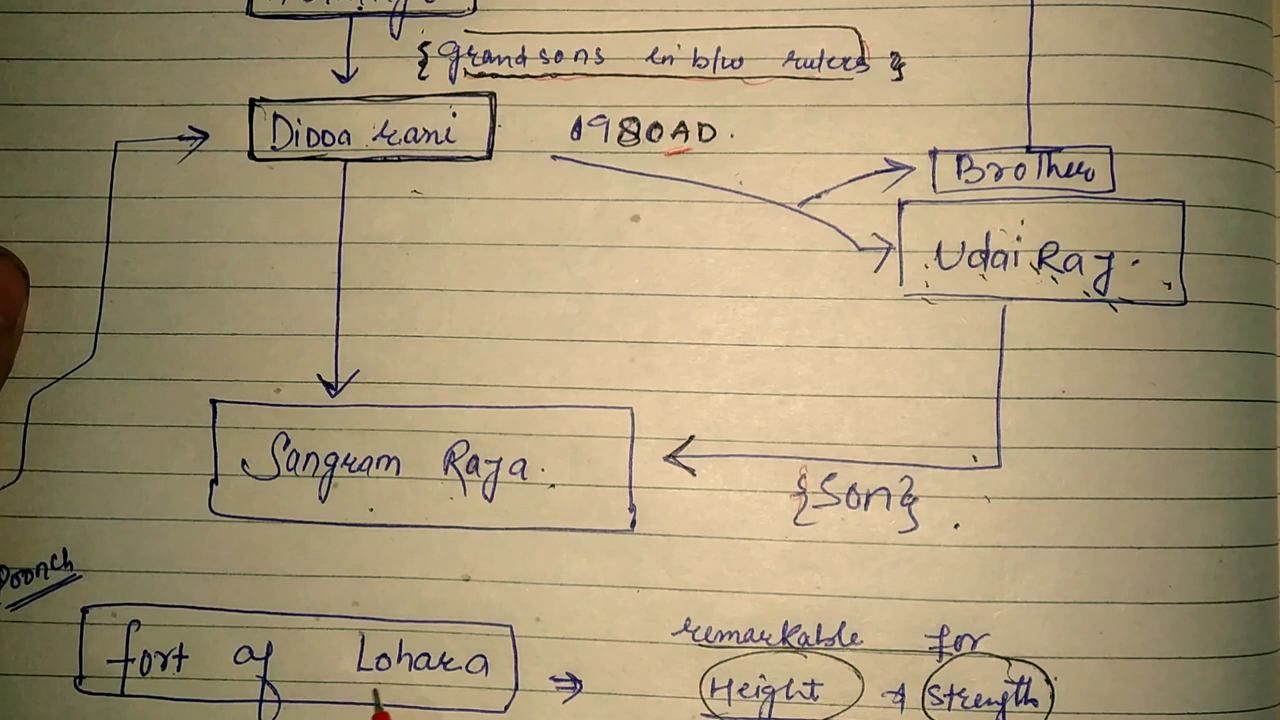 {grandsons in b/w rulers}
Didda rani
1980AD.
Brother
Udai Raj.
Sangram Raja.
{Son}.
Poonch
fort of Lohara ⇒ remarkable for
Height & Strength